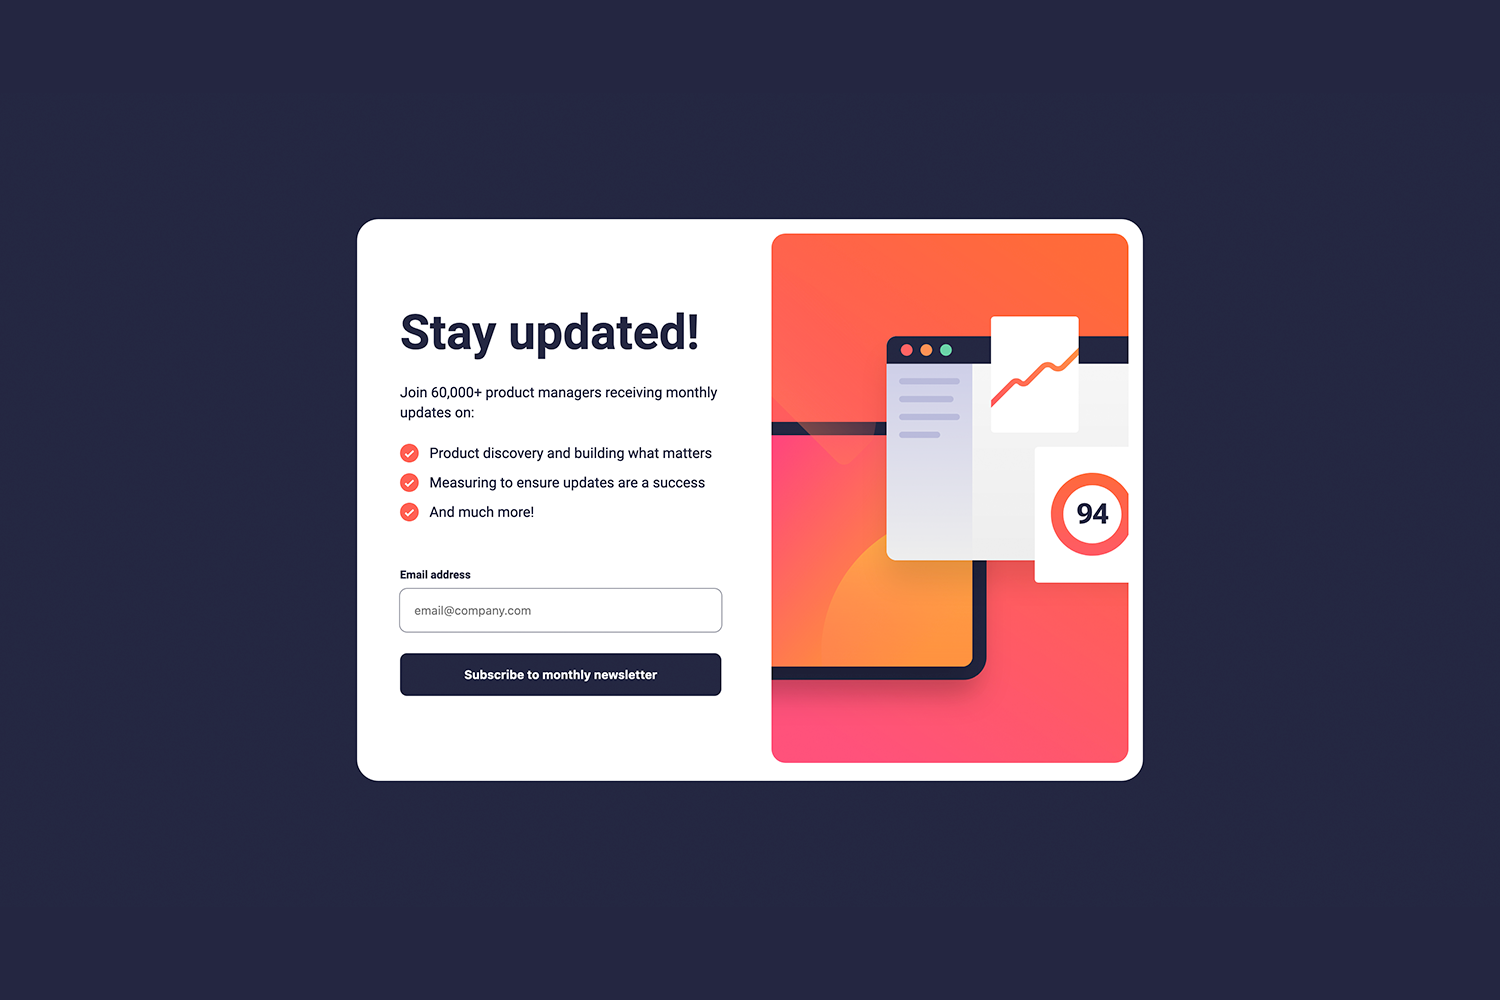 Stay updated!
Join 60,000+ product managers receiving monthly
updates on:
Product discovery and building what matters
Measuring to ensure updates are a success
And much more!
Email address
email@company.com
Subscribe to monthly newsletter
94